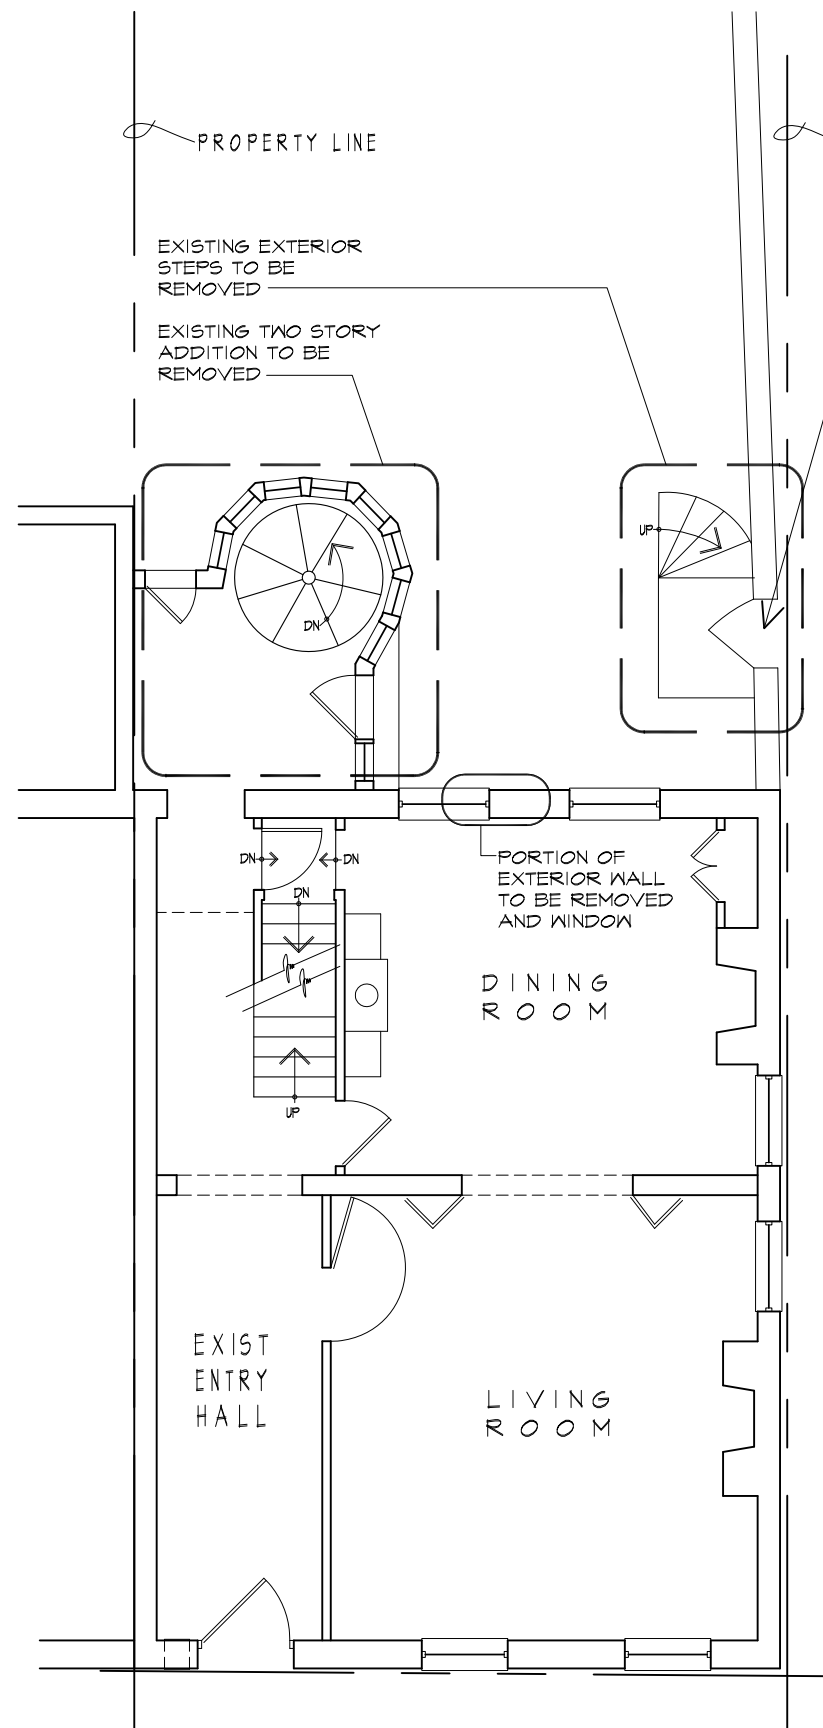 PROPERTY LINE
EXISTING EXTERIOR
STEPS TO BE
REMOVED
EXISTING TWO STORY
ADDITION TO BE
REMOVED
UP
DN
DN
DN
DN
PORTION OF
EXTERIOR WALL
TO BE REMOVED
AND WINDOW
DINING
ROOM
UP
EXIST
ENTRY
HALL
LIVING
ROOM